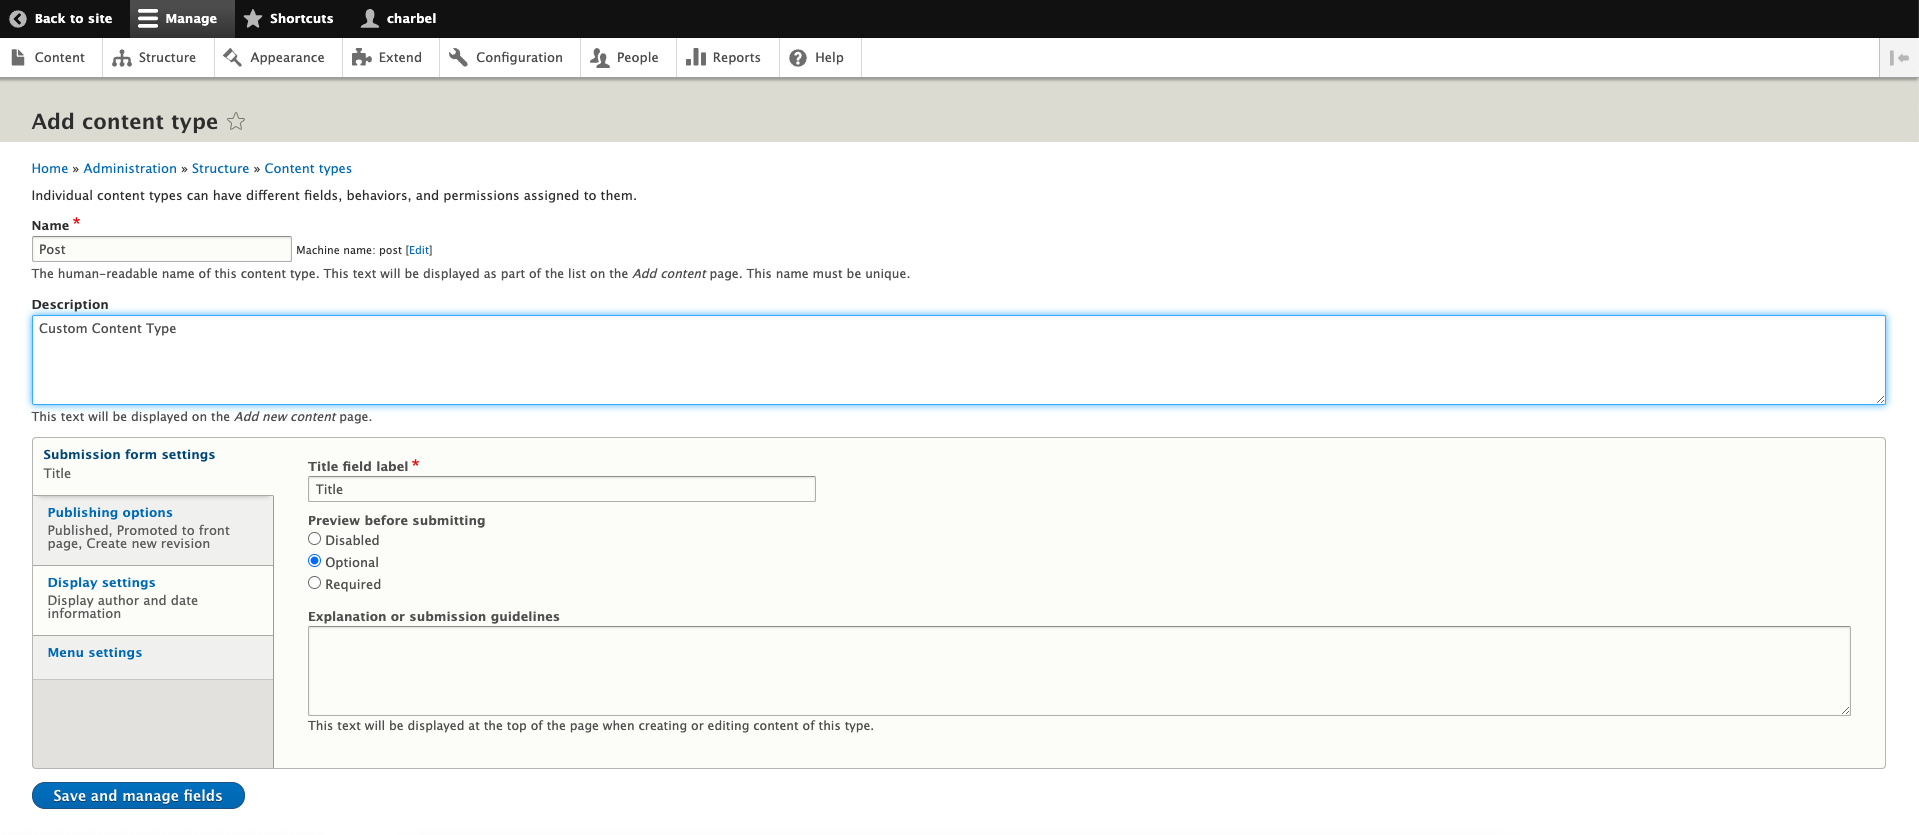 Back to site Manage Shortcuts charbel
Content Structure Appearance Extend Configuration People Reports Help
Add content type
Home » Administration » Structure » Content types
Individual content types can have different fields, behaviors, and permissions assigned to them.
Name *
Post Machine name: post [Edit]
The human-readable name of this content type. This text will be displayed as part of the list on the Add content page. This name must be unique.
Description
Custom Content Type
This text will be displayed on the Add new content page.
Submission form settings
Title
Publishing options
Published, Promoted to front
page, Create new revision
Display settings
Display author and date
information
Menu settings
Title field label *
Title
Preview before submitting
Disabled
Optional
Required
Explanation or submission guidelines
This text will be displayed at the top of the page when creating or editing content of this type.
Save and manage fields